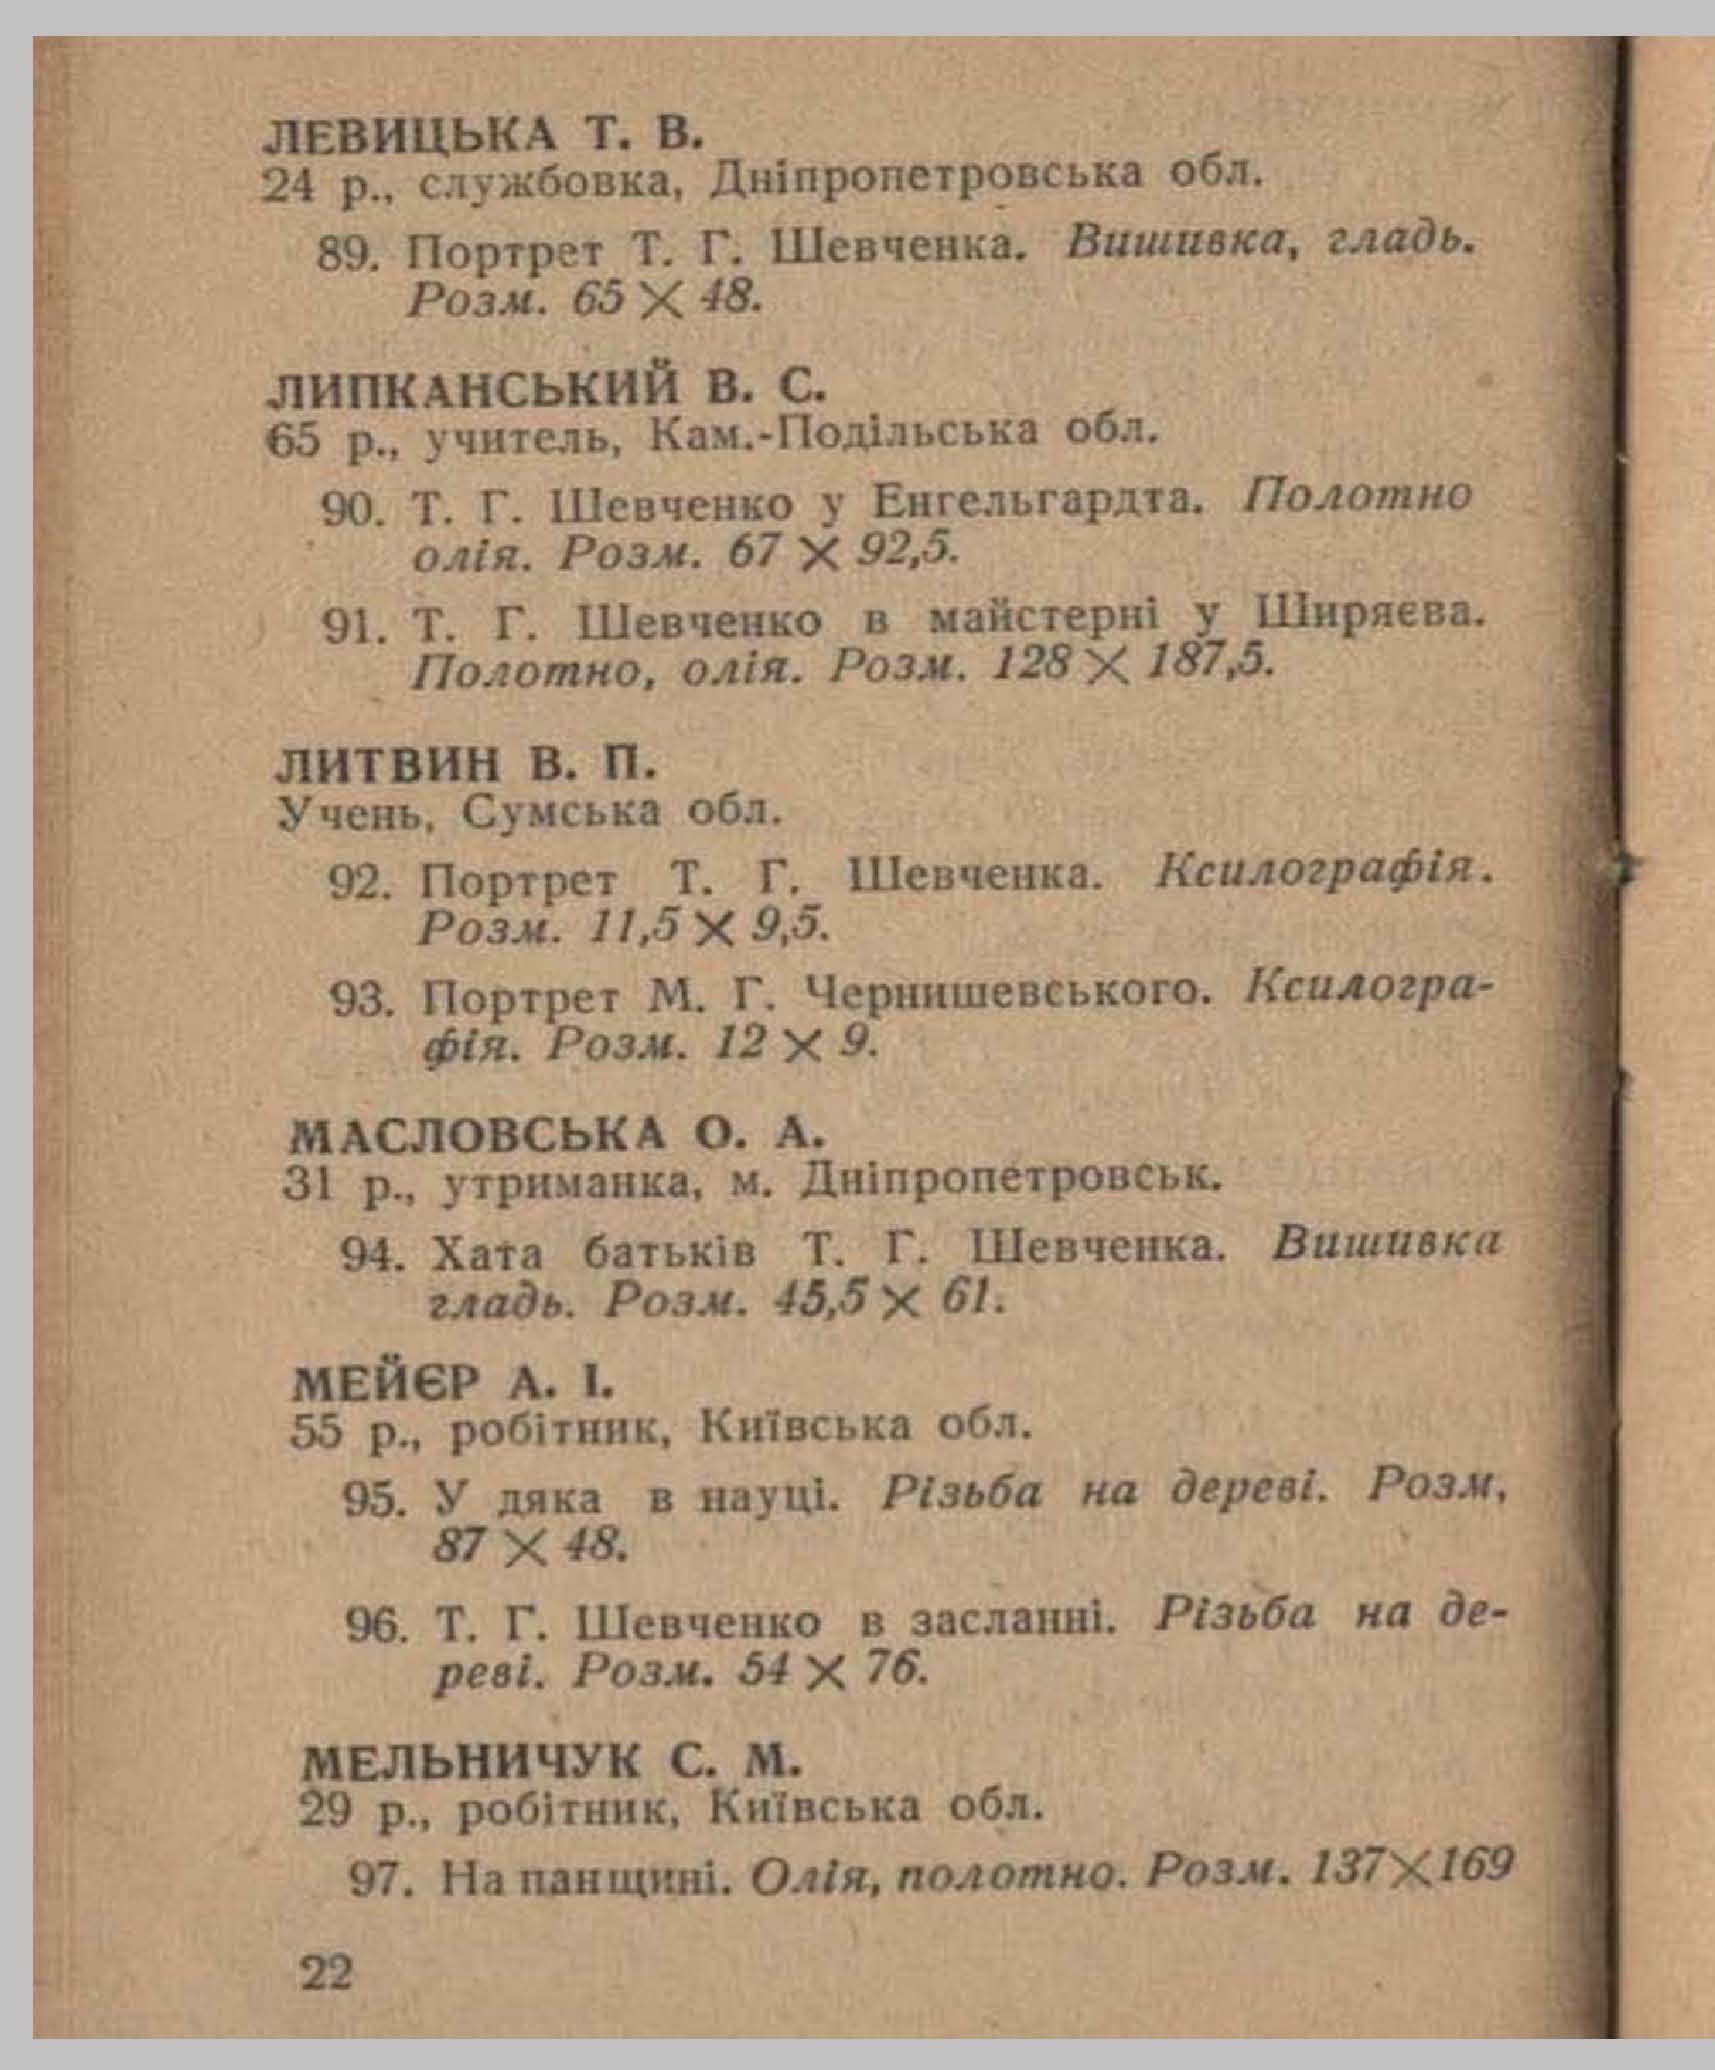 ЛЕВИЦЬКА Т. В.
24 р., службовка, Дніпропетровська обл.
89. Портрет Т. Г. Шевченка. Вишивка, гладь.
Розм. 65 × 48.
ЛИПКАНСЬКИЙ В. С.
65 р., учитель, Кам.-Подільська обл.
90. Т. Г. Шевченко у Енгельгардта. Полотно
олія. Розм. 67 × 92,5.
91. Т. Г. Шевченко в майстерні у Ширяєва.
Полотно, олія. Розм. 128 × 187,5.
ЛИТВИН В. П.
Учень, Сумська обл.
92. Портрет Т. Г. Шевченка. Ксилографія.
Розм. 11,5 × 9,5.
93. Портрет М. Г. Чернишевського. Ксилогра-
фія. Розм. 12 × 9.
МАСЛОВСЬКА О. А.
31 р., утриманка, м. Дніпропетровськ.
94. Хата батьків Т. Г. Шевченка. Вишивка
гладь. Розм. 45,5 × 61.
МЕЙЄР А. І.
55 р., робітник, Київська обл.
95. У дяка в науці. Різьба на дереві. Розм,
87 × 48.
96. Т. Г. Шевченко в засланні. Різьба на де-
реві. Розм. 54 × 76.
МЕЛЬНИЧУК С. М.
29 р., робітник, Київська обл.
97. На панщині. Олія, полотно. Розм. 137×169
22